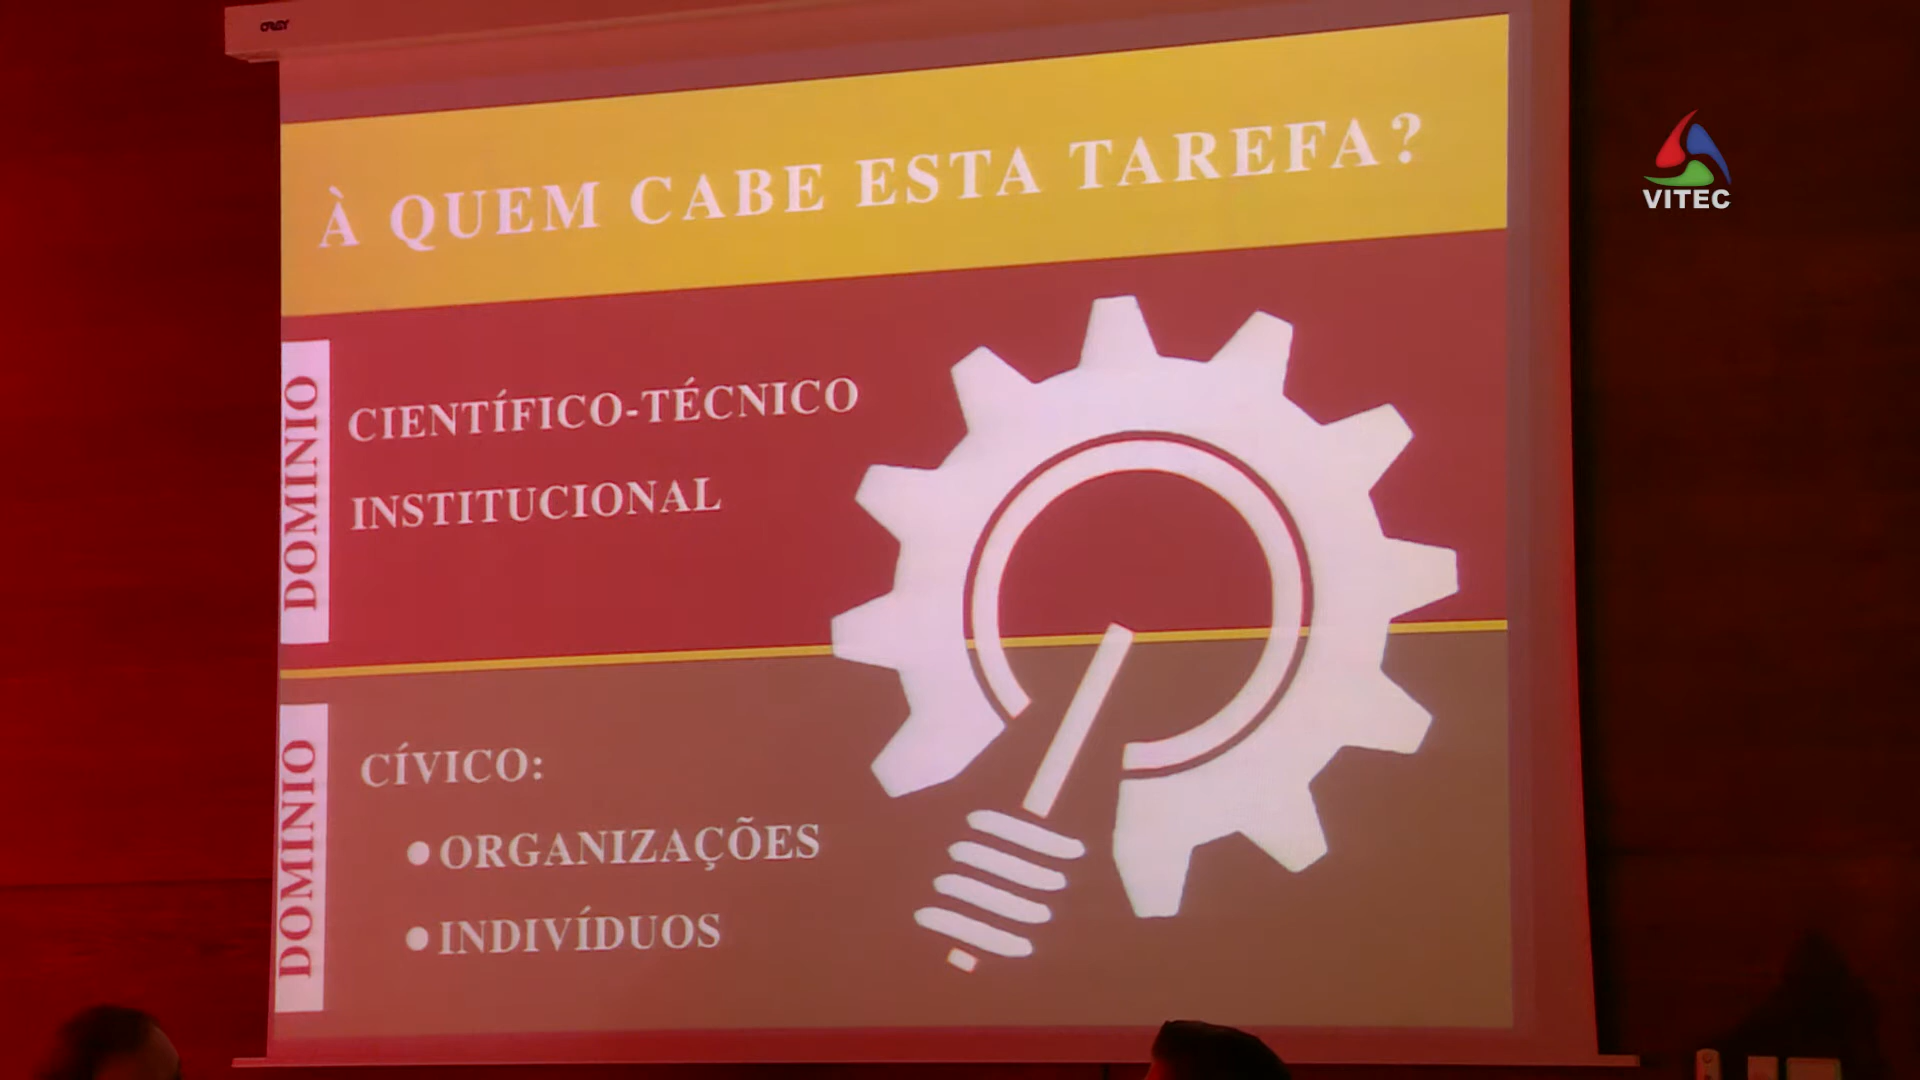 À QUEM CABE ESTA TAREFA?
DOMINIO
CIENTÍFICO-TÉCNICO
INSTITUCIONAL
DOMINIO
CÍVICO:
●ORGANIZAÇÕES
●INDIVÍDUOS
VITEC